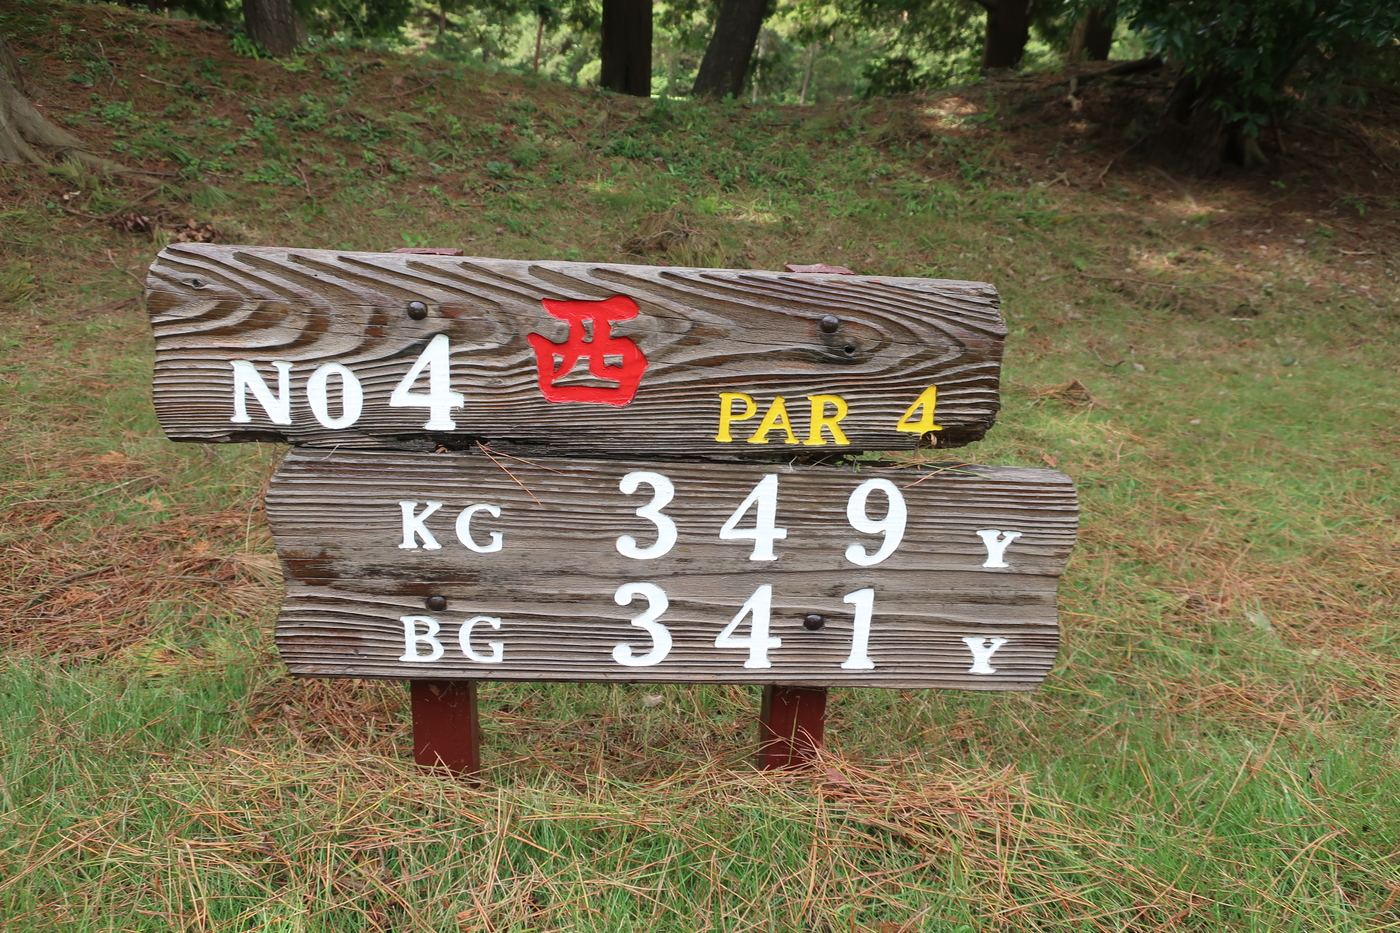 NO 4 西 PAR 4
KG 349 Y
BG 341 Y